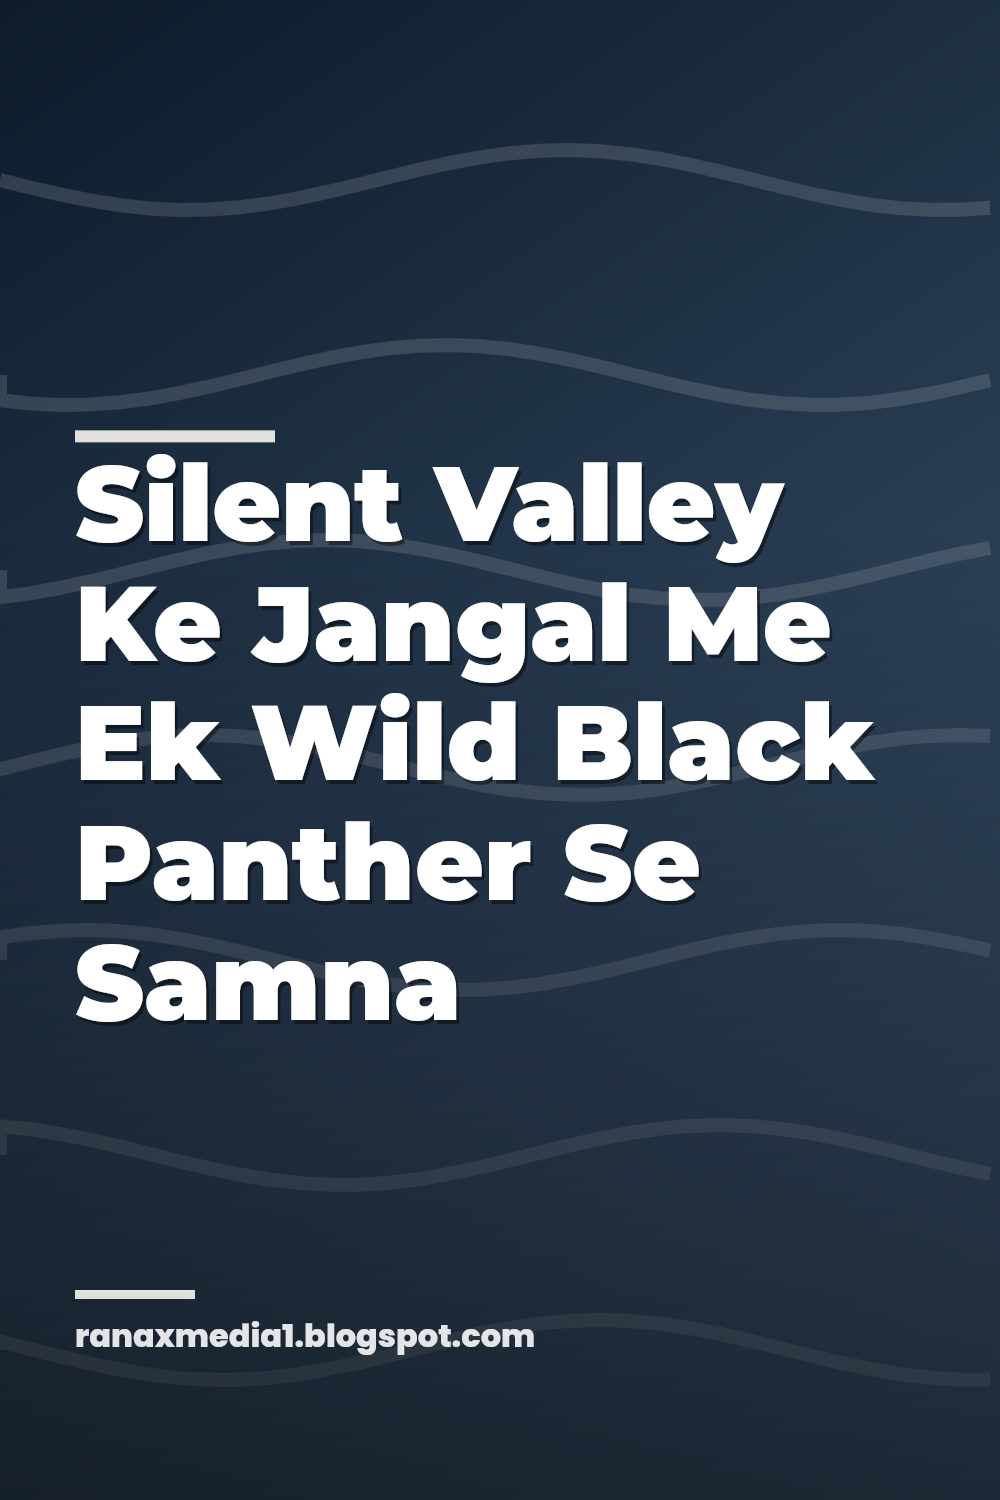 Silent Valley
Ke Jangal Me
Ek Wild Black
Panther Se
Samna
ranaxmedia1.blogspot.com